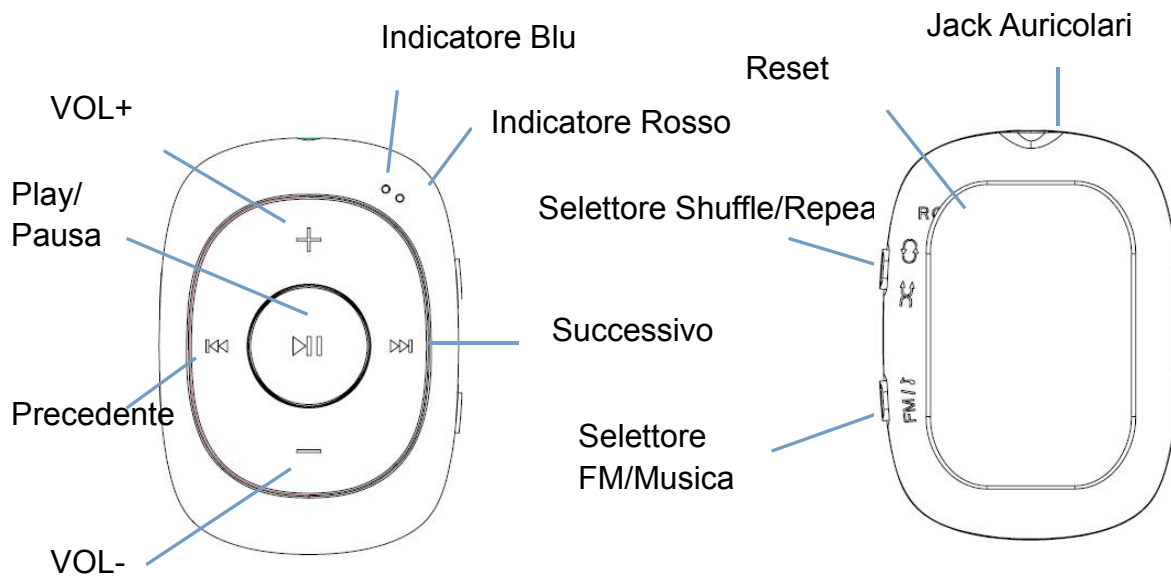 Indicatore Blu
Jack Auricolari
Reset
VOL+
Indicatore Rosso
Play/
Pausa
Selettore Shuffle/Repea
Successivo
Precedente
FM/
Selettore
FM/Musica
VOL-